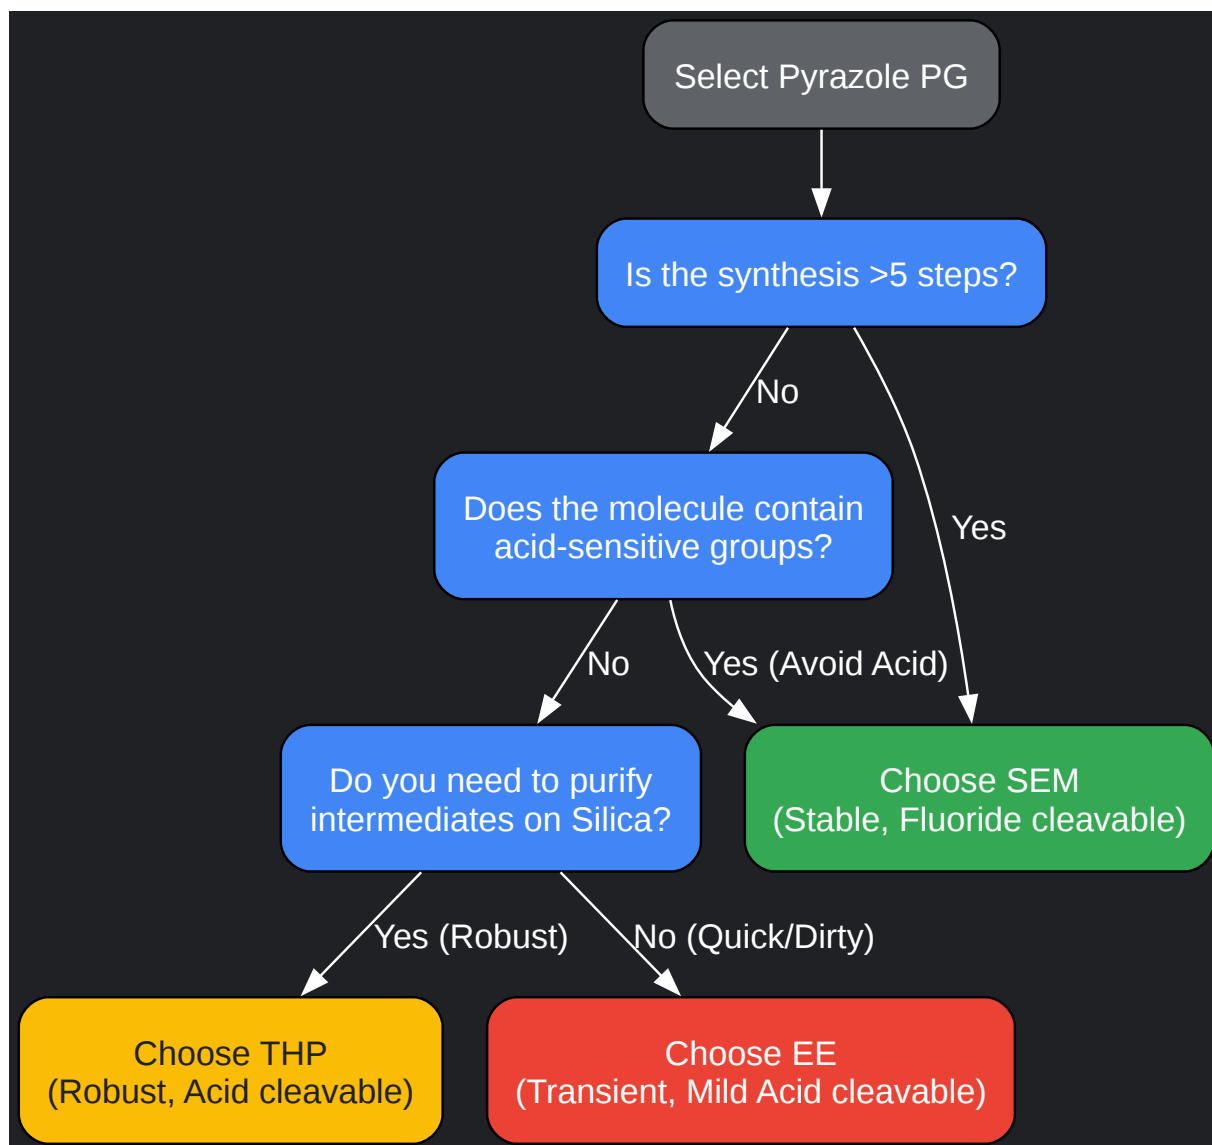 Select Pyrazole PG
Is the synthesis >5 steps?
No
Yes
Does the molecule contain
acid-sensitive groups?
No
Yes (Avoid Acid)
Do you need to purify
intermediates on Silica?
Choose SEM
(Stable, Fluoride cleavable)
Yes (Robust)
No (Quick/Dirty)
Choose THP
(Robust, Acid cleavable)
Choose EE
(Transient, Mild Acid cleavable)